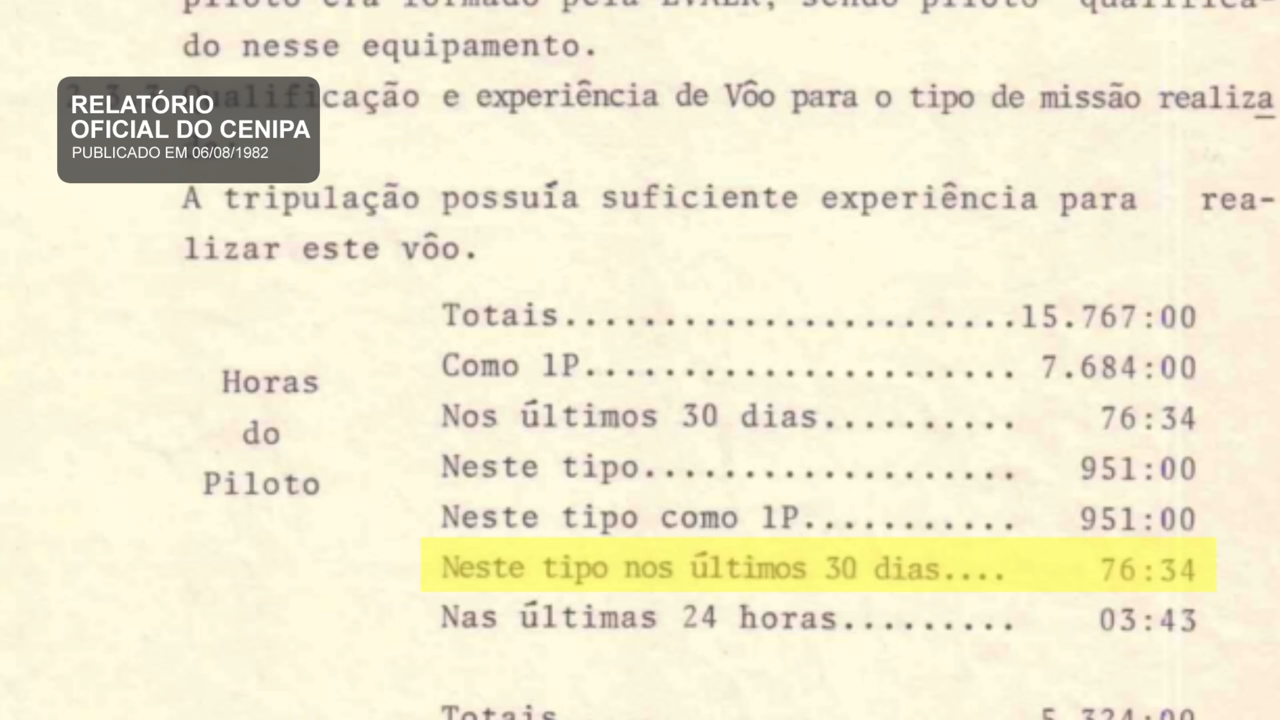 do nesse equipamento.
RELATÓRIO
OFICIAL DO CENIPA
PUBLICADO EM 06/08/1982
Qualificação e experiência de Vôo para o tipo de missão realiza
A tripulação possuía suficiente experiência para rea-
lizar este vôo.
Horas
do
Piloto
Totais.......................15.767:00
Como 1P...................... 7.684:00
Nos últimos 30 dias.......... 76:34
Neste tipo................... 951:00
Neste tipo como 1P........... 951:00
Neste tipo nos últimos 30 dias.... 76:34
Nas últimas 24 horas......... 03:43
Totais